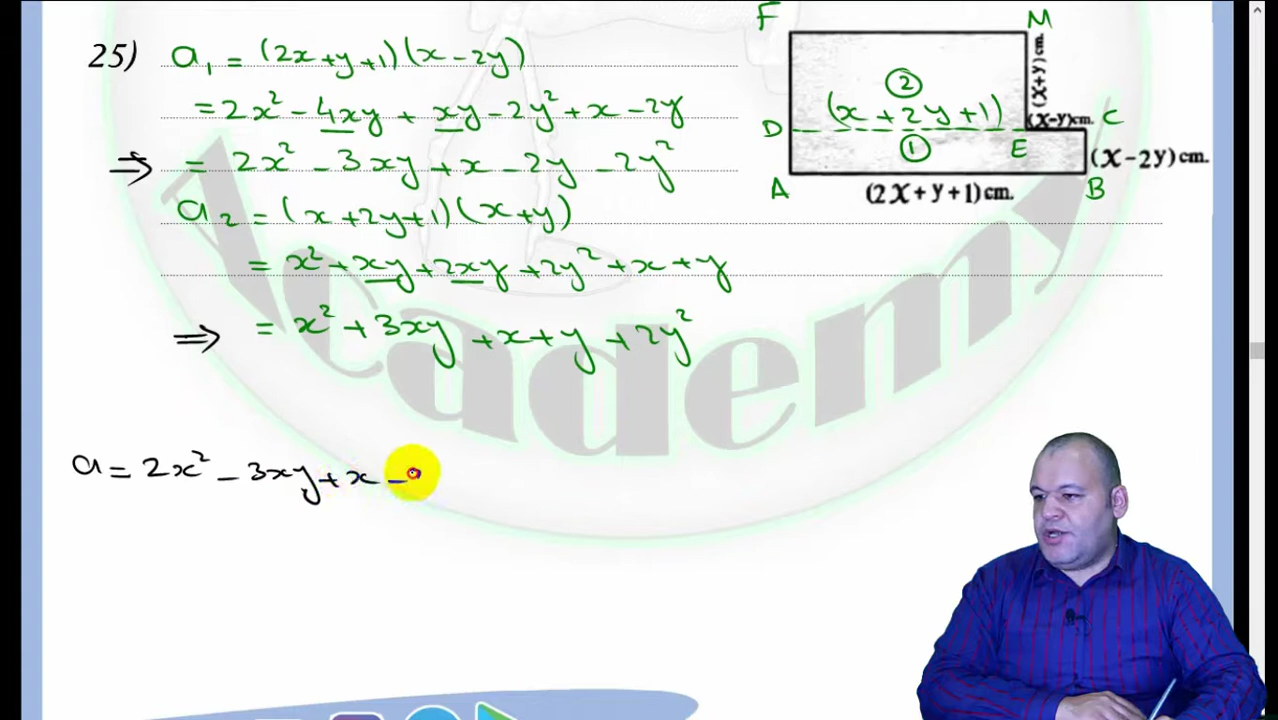 25) a₁ = (2x+y+1)(x-2y)
= 2x² - 4xy + xy - 2y² + x - 2y
⇒ = 2x² - 3xy + x - 2y - 2y²
a₂ = (x+2y+1)(x+y)
= x² + xy + 2xy + 2y² + x + y
⇒ = x² + 3xy + x + y + 2y²
a = 2x² - 3xy + x -
F
M
(X+y) cm.
②
(x + 2y + 1)
(X-y) cm.
C
D
①
E
(X - 2y) cm.
A
(2X + y + 1) cm.
B
Academy